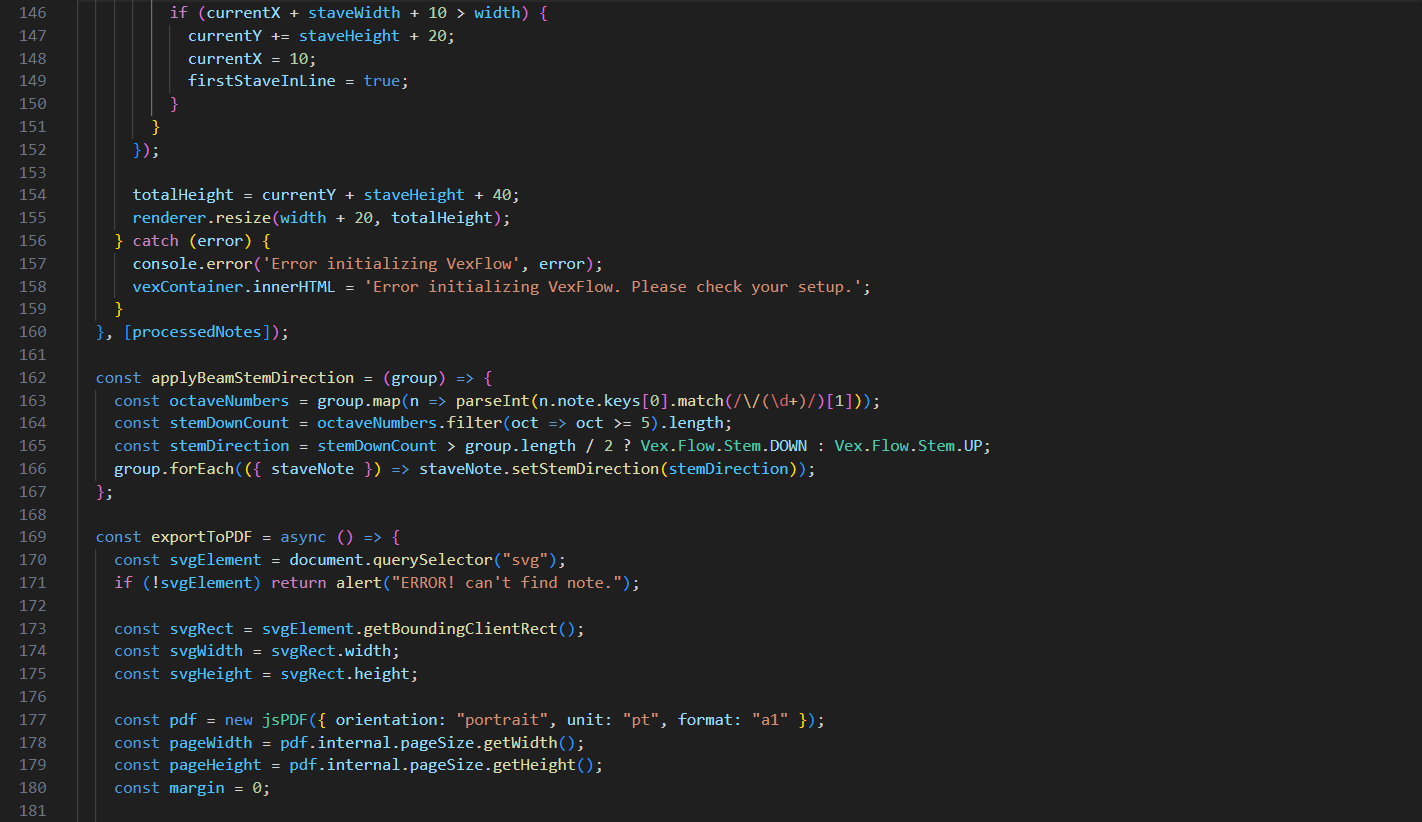 146 if (currentX + staveWidth + 10 > width) {
147 currentY += staveHeight + 20;
148 currentX = 10;
149 firstStaveInLine = true;
150 }
151 }
152 });
153
154 totalHeight = currentY + staveHeight + 40;
155 renderer.resize(width + 20, totalHeight);
156 } catch (error) {
157 console.error('Error initializing VexFlow', error);
158 vexContainer.innerHTML = 'Error initializing VexFlow. Please check your setup.';
159 }
160 }, [processedNotes]);
161
162 const applyBeamStemDirection = (group) => {
163 const octaveNumbers = group.map(n => parseInt(n.note.keys[0].match(/\/(\d+)/)[1]));
164 const stemDownCount = octaveNumbers.filter(oct => oct >= 5).length;
165 const stemDirection = stemDownCount > group.length / 2 ? Vex.Flow.Stem.DOWN : Vex.Flow.Stem.UP;
166 group.forEach(({ staveNote }) => staveNote.setStemDirection(stemDirection));
167 };
168
169 const exportToPDF = async () => {
170 const svgElement = document.querySelector("svg");
171 if (!svgElement) return alert("ERROR! can't find note.");
172
173 const svgRect = svgElement.getBoundingClientRect();
174 const svgWidth = svgRect.width;
175 const svgHeight = svgRect.height;
176
177 const pdf = new jsPDF({ orientation: "portrait", unit: "pt", format: "a1" });
178 const pageWidth = pdf.internal.pageSize.getWidth();
179 const pageHeight = pdf.internal.pageSize.getHeight();
180 const margin = 0;
181